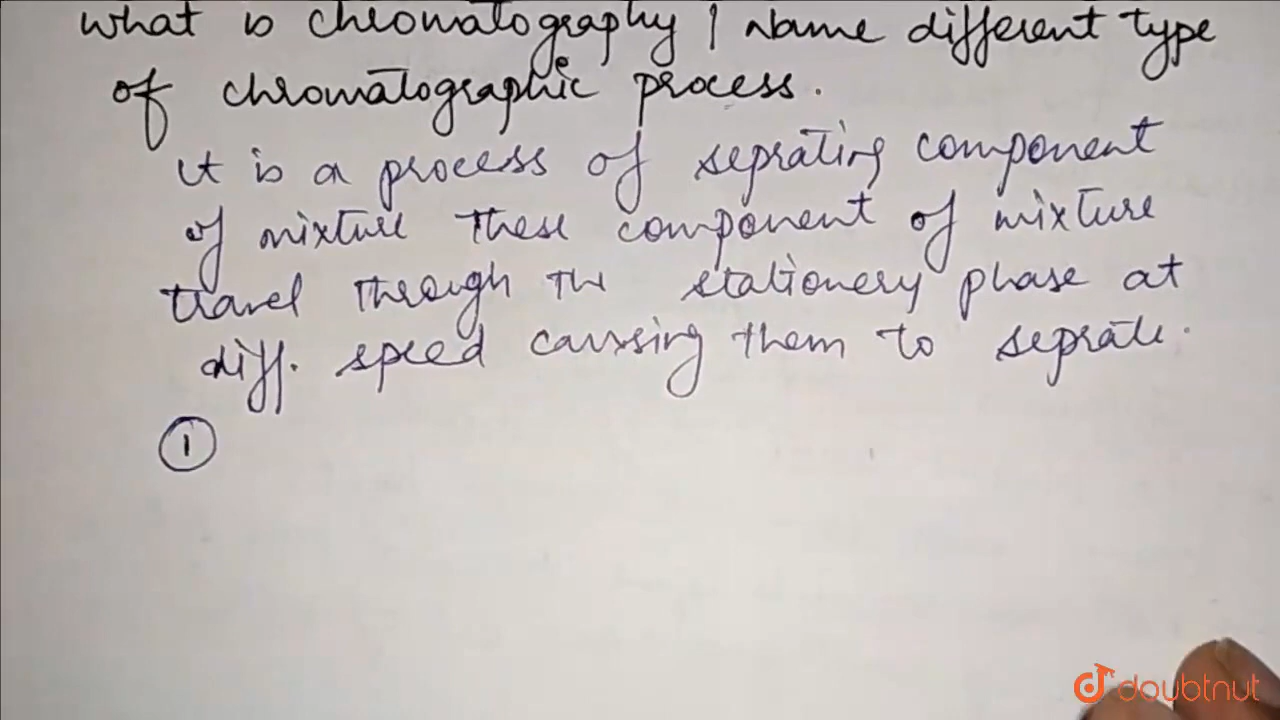 what is chromatography | Name different type
of chromatographic process.
it is a process of seprating component
of mixture These component of mixture
travel Through The stationery phase at
diff. speed caussing them to seprate.
1
doubtnut